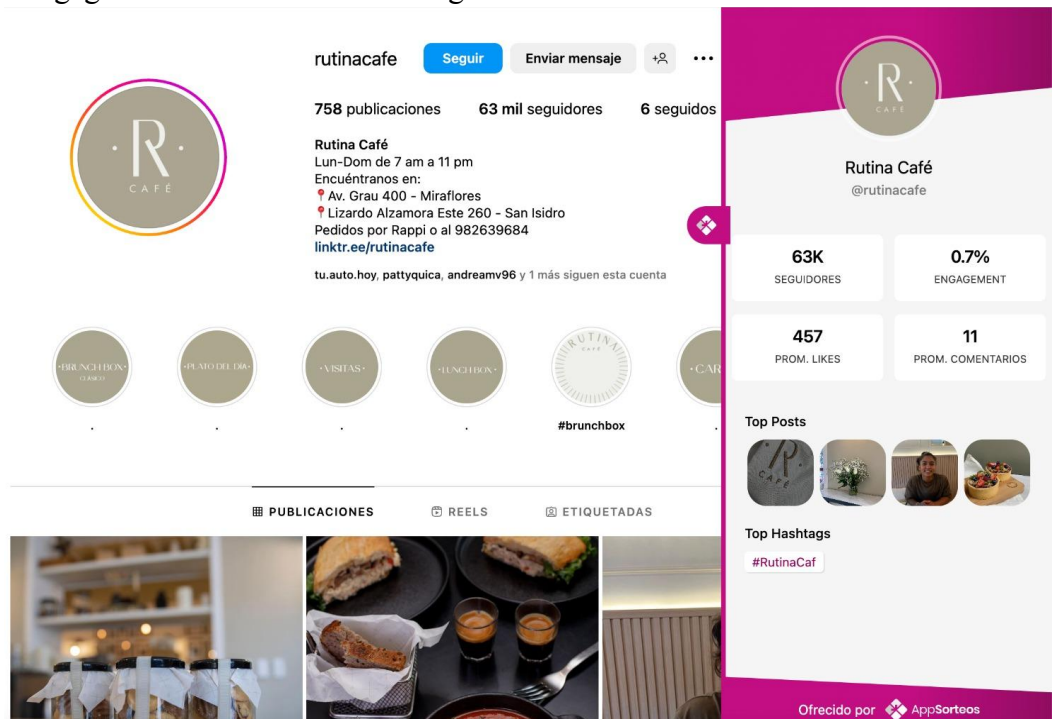 rutinacafe Seguir Enviar mensaje
758 publicaciones 63 mil seguidores 6 seguidos
Rutina Café
Lun-Dom de 7 am a 11 pm
Encuéntranos en:
📍Av. Grau 400 - Miraflores
📍Lizardo Alzamora Este 260 - San Isidro
Pedidos por Rappi o al 982639684
linktr.ee/rutinacafe
tu.auto.hoy, pattyquica, andreamv96 y 1 más siguen esta cuenta
R
CAFÉ
·BRUNCH BOX·
CLÁSICO
·PLATO DEL DÍA·
·VISITAS·
·LUNCH BOX·
RUTINA
CAFÉ
·CAR
#brunchbox
PUBLICACIONES REELS ETIQUETADAS
R
CAFÉ
Rutina Café
@rutinacafe
63K
SEGUIDORES
0.7%
ENGAGEMENT
457
PROM. LIKES
11
PROM. COMENTARIOS
Top Posts
R
CAFÉ
Top Hashtags
#RutinaCaf
Ofrecido por AppSorteos